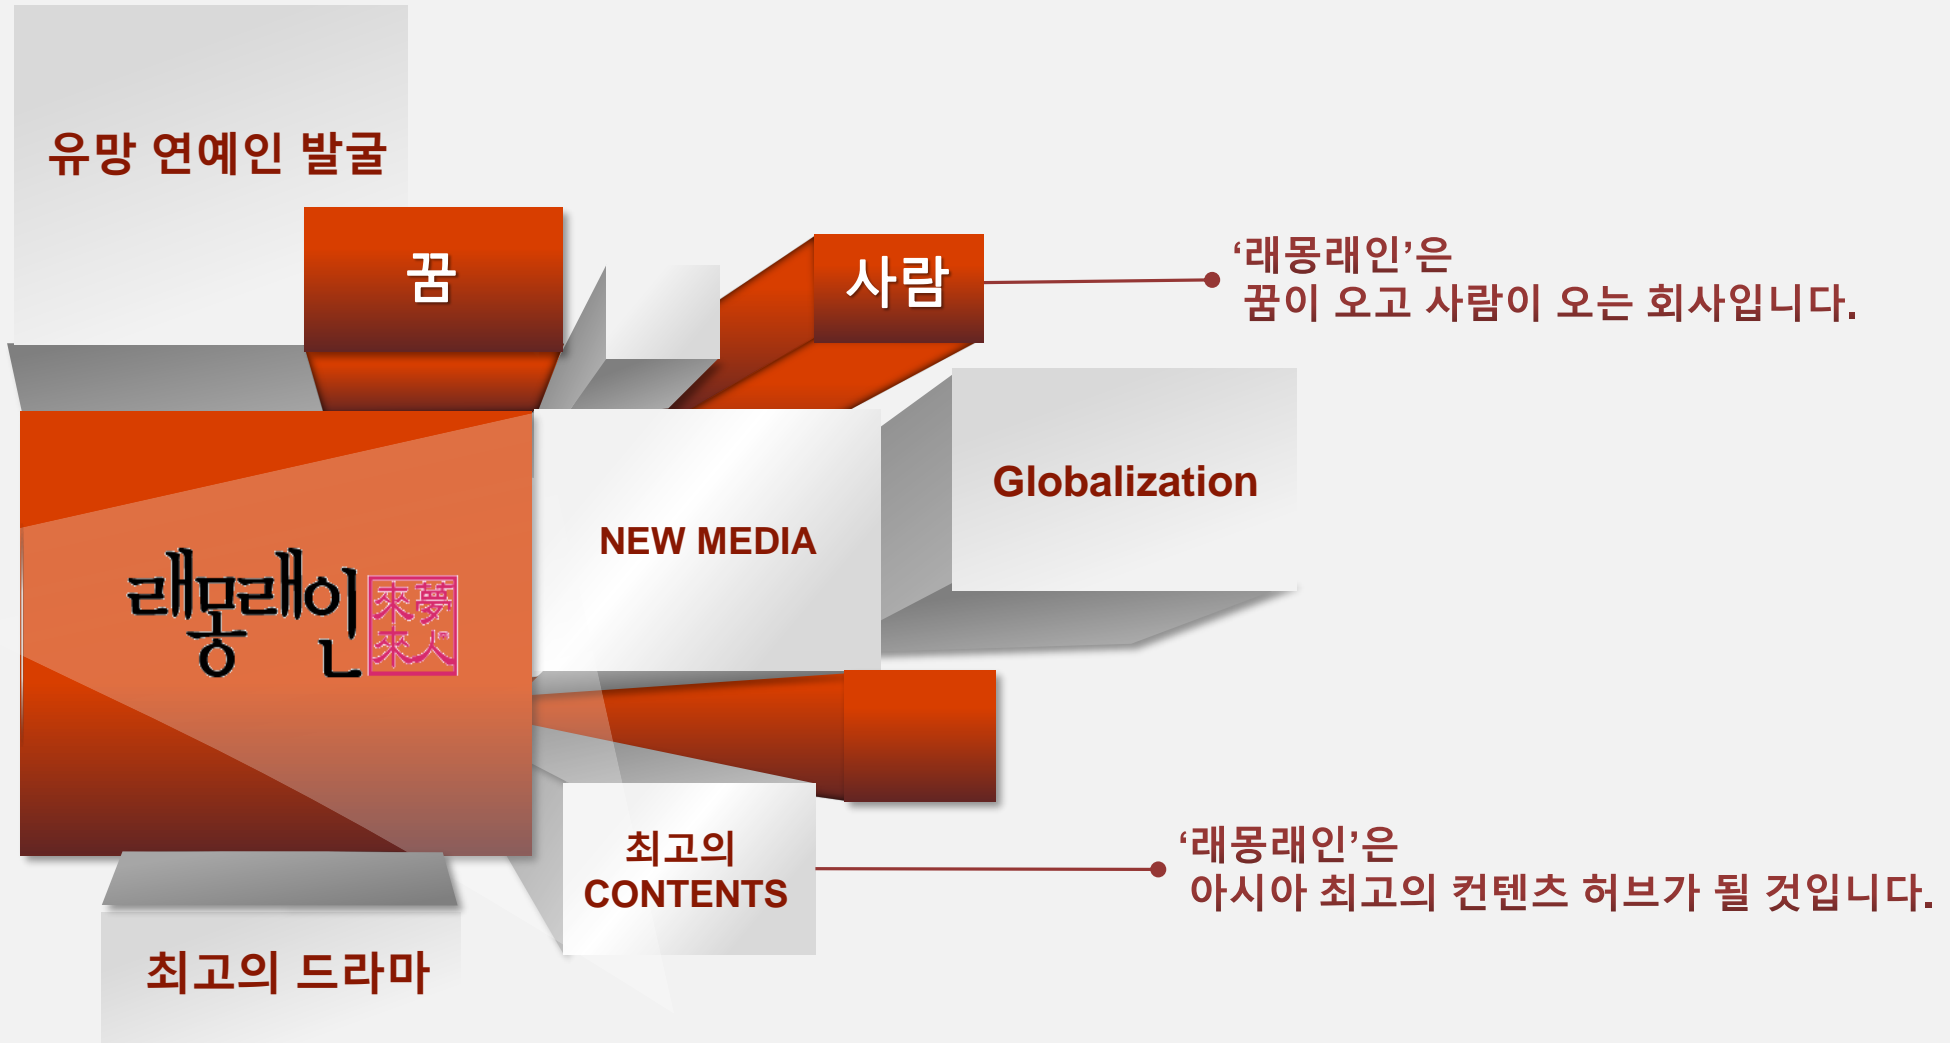 유망 연예인 발굴
꿈
사람
‘래몽래인’은
꿈이 오고 사람이 오는 회사입니다.
Globalization
NEW MEDIA
래몽래인
來夢
來人
최고의
CONTENTS
‘래몽래인’은
아시아 최고의 컨텐츠 허브가 될 것입니다.
최고의 드라마